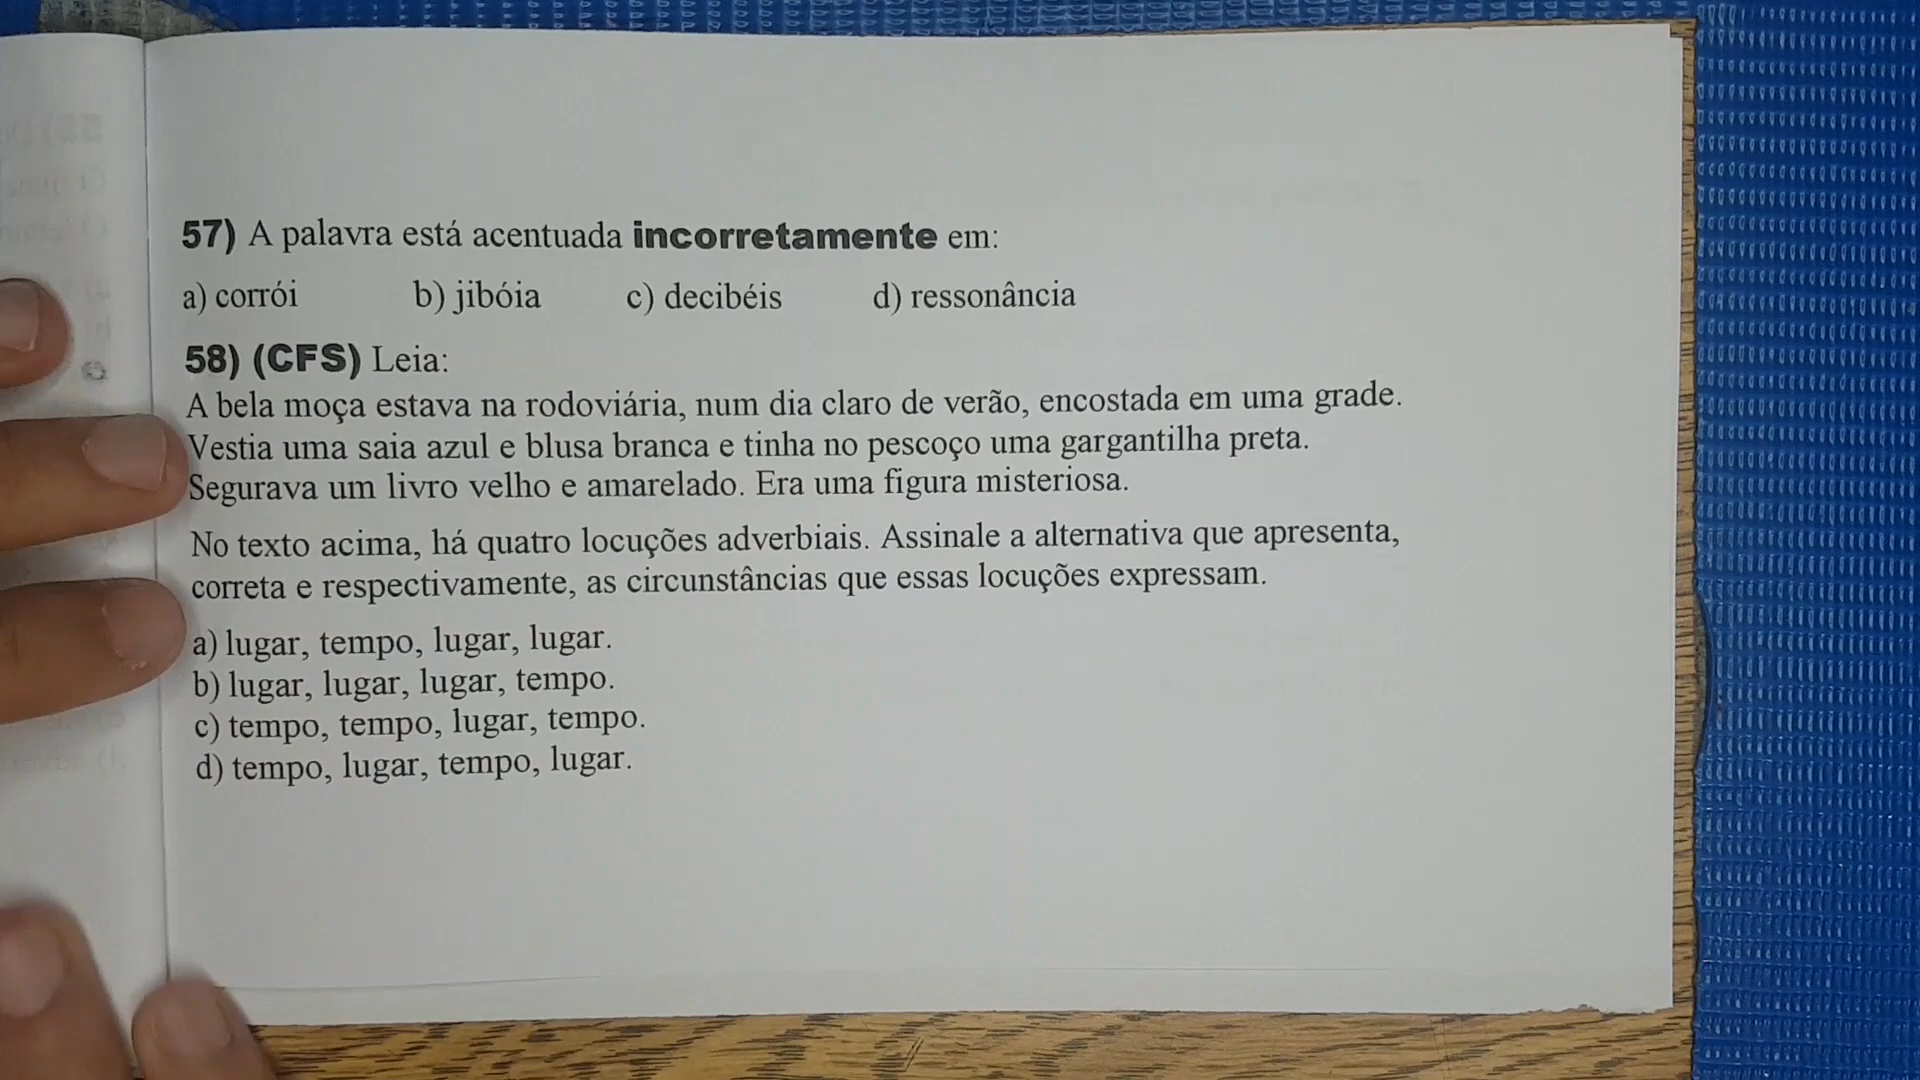 57) A palavra está acentuada incorretamente em:
a) corrói b) jibóia c) decibéis d) ressonância
58) (CFS) Leia:
A bela moça estava na rodoviária, num dia claro de verão, encostada em uma grade.
Vestia uma saia azul e blusa branca e tinha no pescoço uma gargantilha preta.
Segurava um livro velho e amarelado. Era uma figura misteriosa.
No texto acima, há quatro locuções adverbiais. Assinale a alternativa que apresenta,
correta e respectivamente, as circunstâncias que essas locuções expressam.
a) lugar, tempo, lugar, lugar.
b) lugar, lugar, lugar, tempo.
c) tempo, tempo, lugar, tempo.
d) tempo, lugar, tempo, lugar.